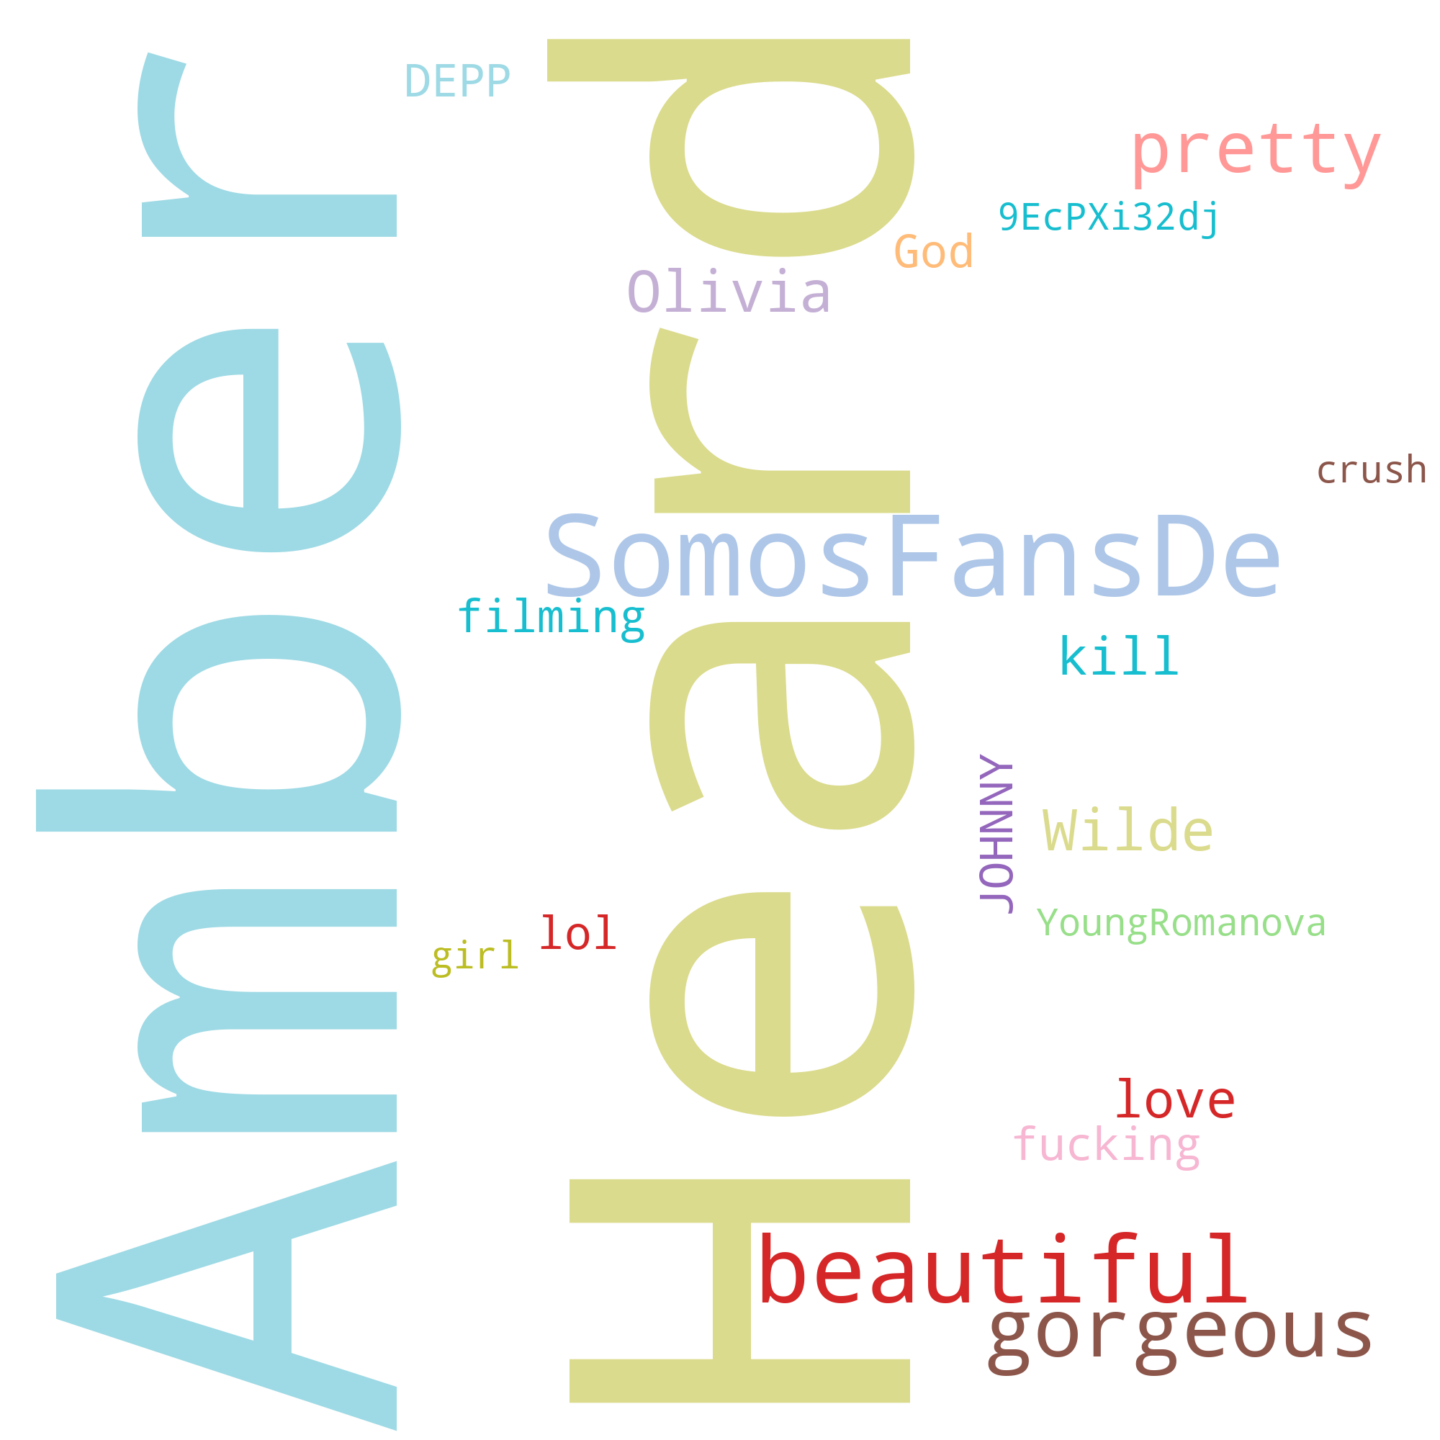 Amber
Heard
DEPP
pretty
9EcPXi32dj
God
Olivia
crush
SomosFansDe
filming
kill
JOHNNY
Wilde
YoungRomanova
lol
girl
love
fucking
beautiful
gorgeous